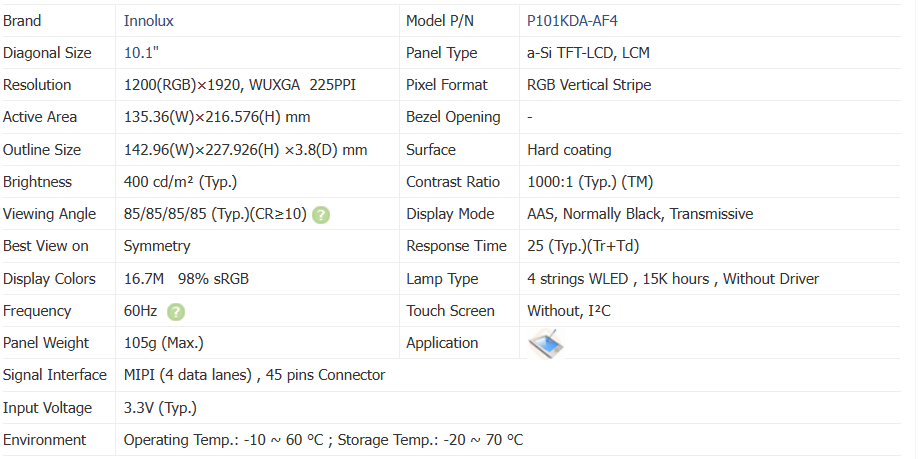 Brand Innolux Model P/N P101KDA-AF4
Diagonal Size 10.1" Panel Type a-Si TFT-LCD, LCM
Resolution 1200(RGB)×1920, WUXGA 225PPI Pixel Format RGB Vertical Stripe
Active Area 135.36(W)×216.576(H) mm Bezel Opening -
Outline Size 142.96(W)×227.926(H) ×3.8(D) mm Surface Hard coating
Brightness 400 cd/m² (Typ.) Contrast Ratio 1000:1 (Typ.) (TM)
Viewing Angle 85/85/85/85 (Typ.)(CR≥10) ? Display Mode AAS, Normally Black, Transmissive
Best View on Symmetry Response Time 25 (Typ.)(Tr+Td)
Display Colors 16.7M 98% sRGB Lamp Type 4 strings WLED , 15K hours , Without Driver
Frequency 60Hz ? Touch Screen Without, I²C
Panel Weight 105g (Max.) Application
Signal Interface MIPI (4 data lanes) , 45 pins Connector
Input Voltage 3.3V (Typ.)
Environment Operating Temp.: -10 ~ 60 °C ; Storage Temp.: -20 ~ 70 °C